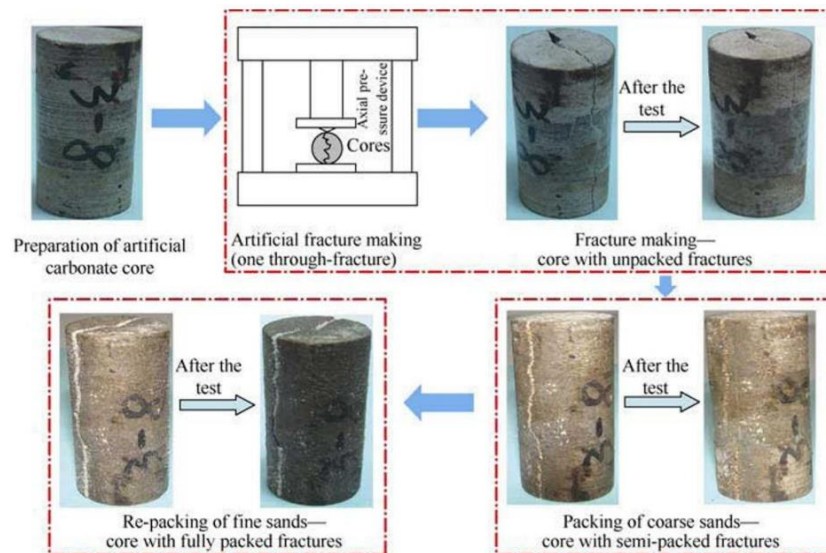 Axial pre-
ssure device
Cores
After the
test
Preparation of artificial
carbonate core
Artificial fracture making
(one through-fracture)
Fracture making—
core with unpacked fractures
After the
test
After the
test
Re-packing of fine sands—
core with fully packed fractures
Packing of coarse sands—
core with semi-packed fractures